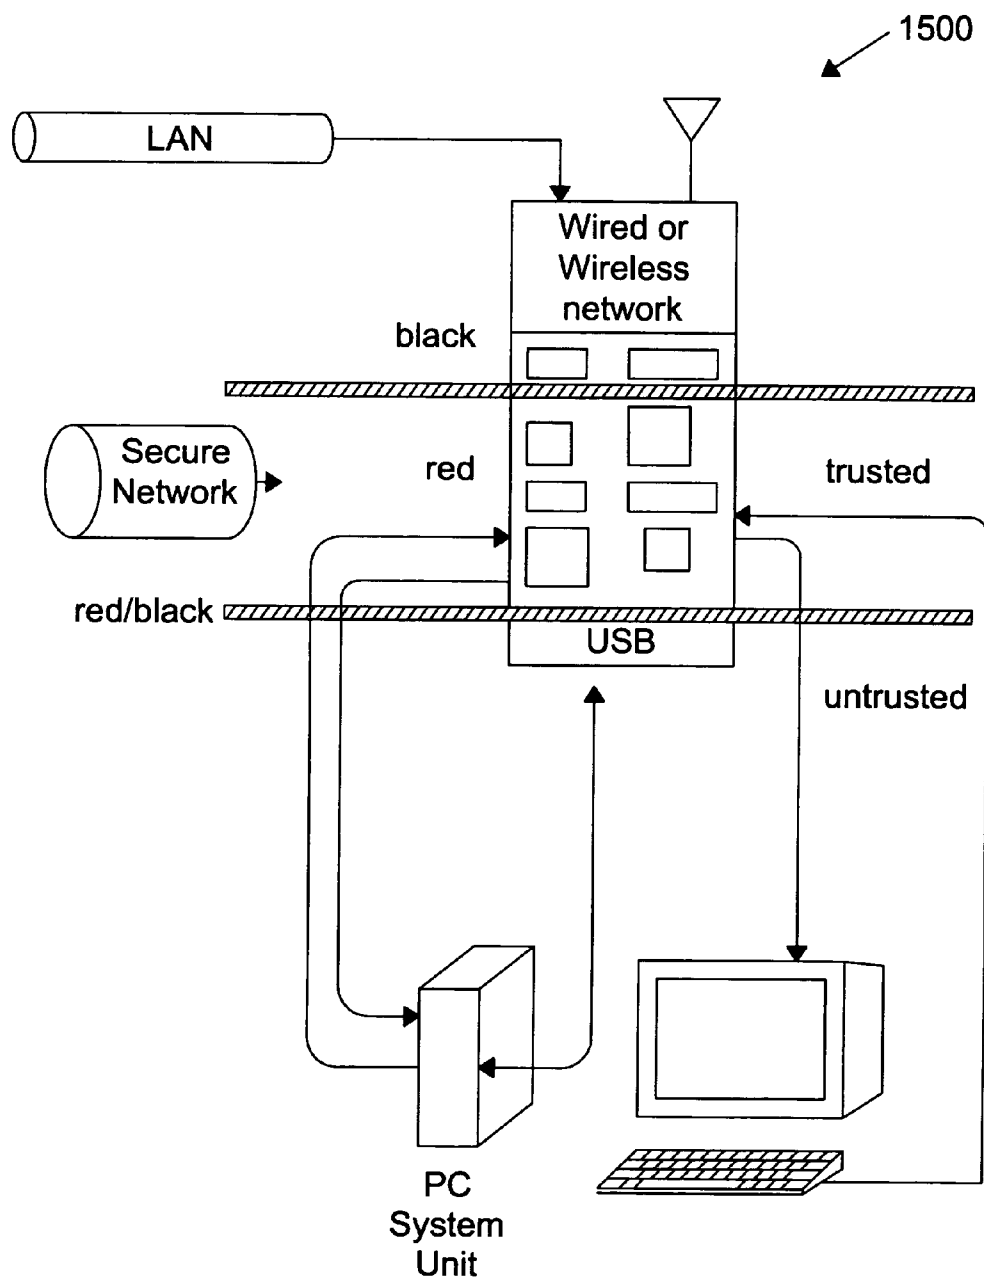 1500
LAN
Wired or
Wireless
network
black
Secure
Network
red
trusted
red/black
USB
untrusted
PC
System
Unit